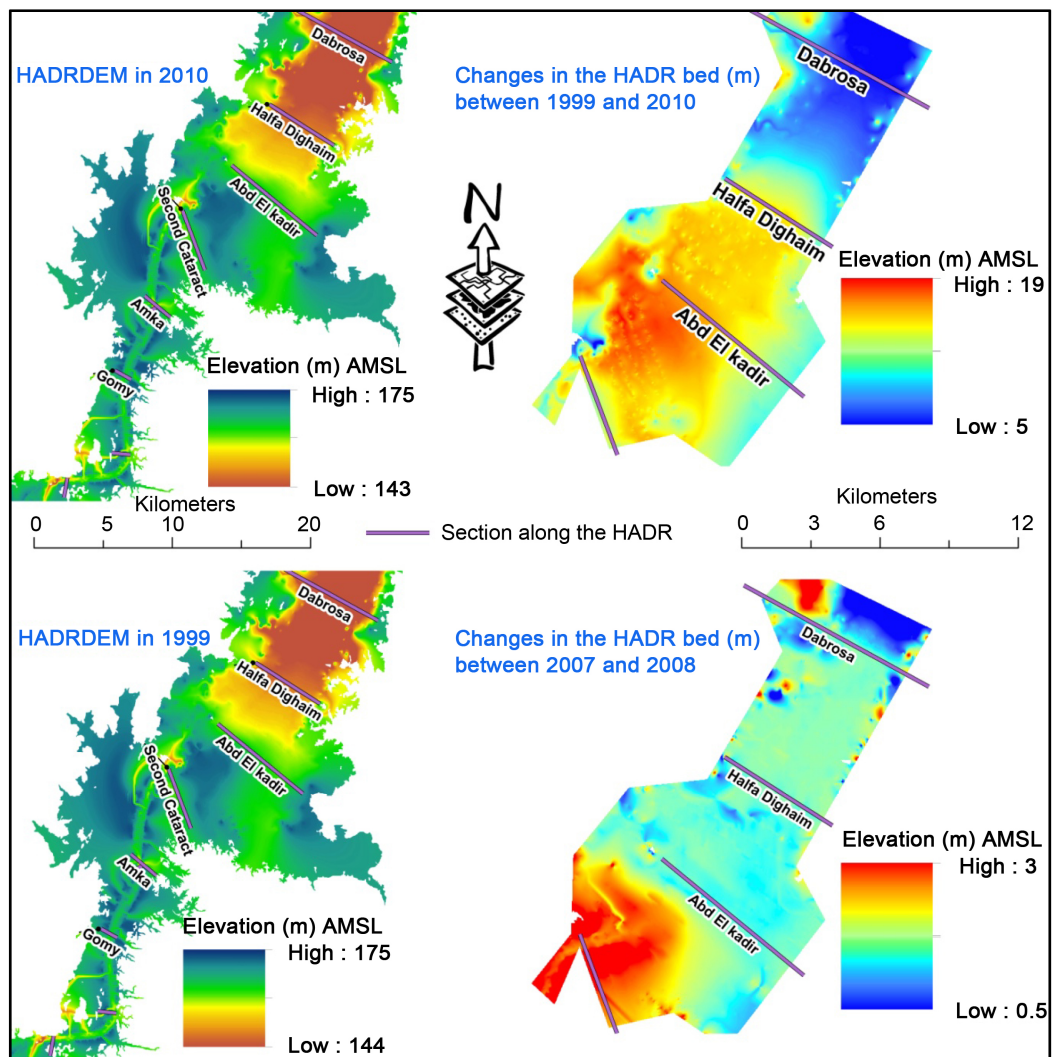 HADRDEM in 2010
Dabrosa
Halfa Dighaim
Abd El kadir
Second Cataract
Amka
Gomy
Elevation (m) AMSL
High : 175
Low : 143
Kilometers
0 5 10 20
Changes in the HADR bed (m)
between 1999 and 2010
Dabrosa
Halfa Dighaim
Abd El kadir
N
Elevation (m) AMSL
High : 19
Low : 5
Kilometers
0 3 6 12
Section along the HADR
HADRDEM in 1999
Dabrosa
Halfa Dighaim
Abd El kadir
Second Cataract
Amka
Gomy
Elevation (m) AMSL
High : 175
Low : 144
Changes in the HADR bed (m)
between 2007 and 2008
Dabrosa
Halfa Dighaim
Abd El kadir
Elevation (m) AMSL
High : 3
Low : 0.5